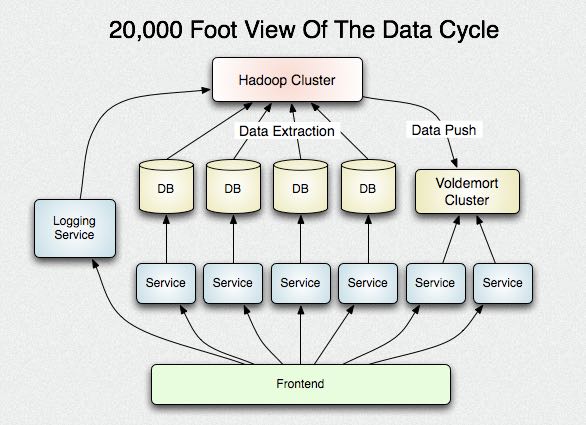 20,000 Foot View Of The Data Cycle
Hadoop Cluster
Data Extraction
Data Push
DB
DB
DB
DB
Voldemort
Cluster
Logging
Service
Service
Service
Service
Service
Service
Service
Frontend